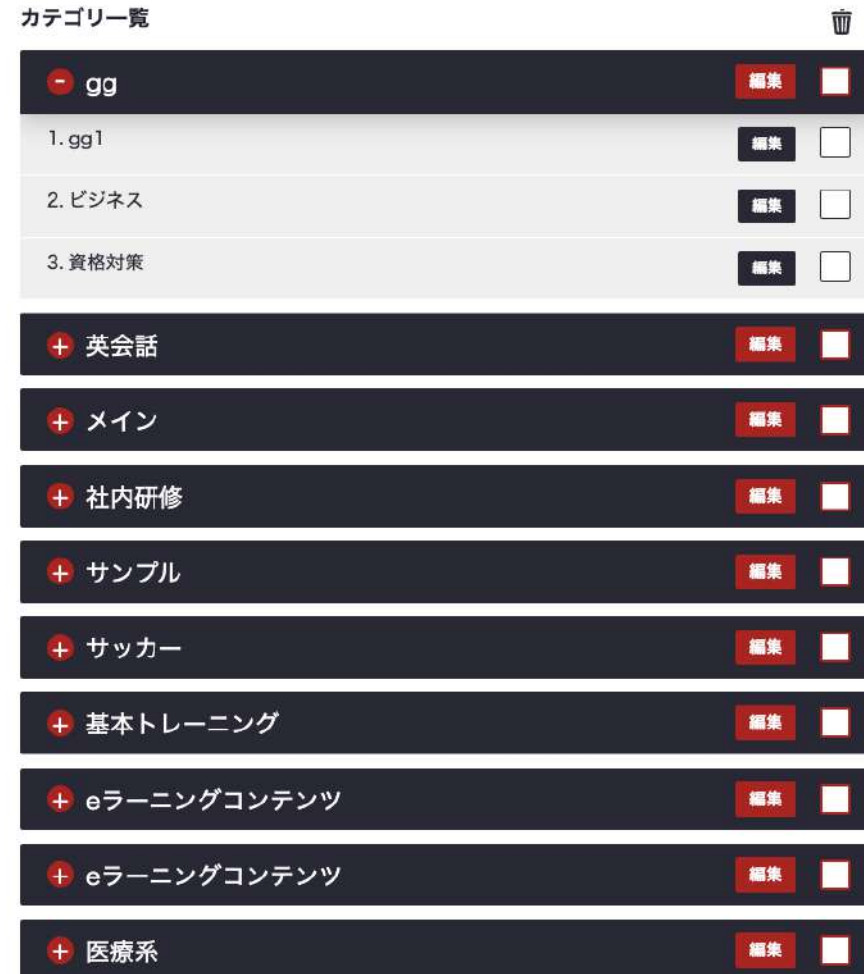 カテゴリ一覧
gg 編集
1. gg1 編集
2. ビジネス 編集
3. 資格対策 編集
英会話 編集
メイン 編集
社内研修 編集
サンプル 編集
サッカー 編集
基本トレーニング 編集
eラーニングコンテンツ 編集
eラーニングコンテンツ 編集
医療系 編集